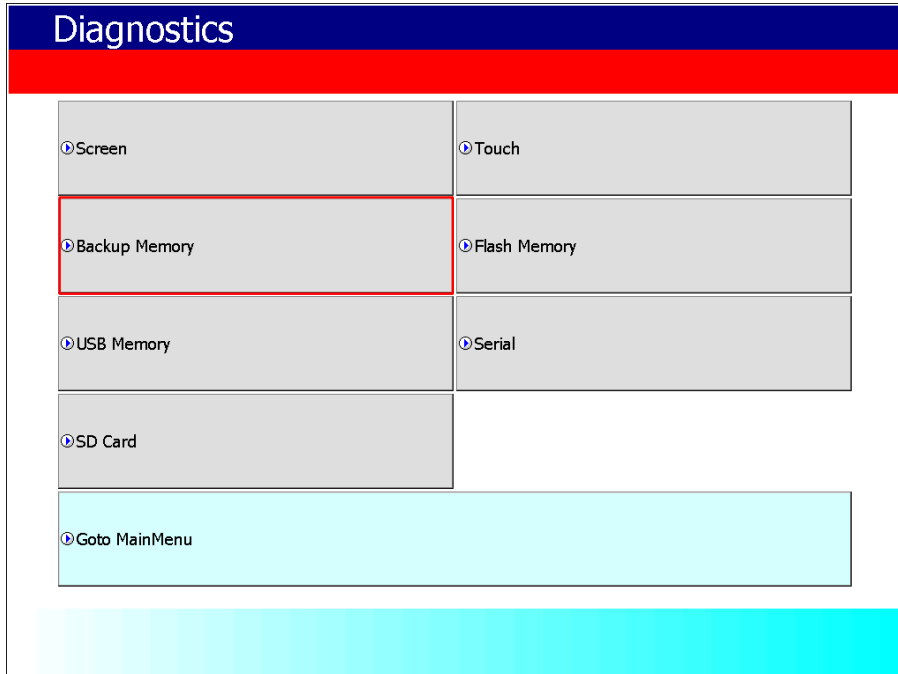 Diagnostics
Screen
Touch
Backup Memory
Flash Memory
USB Memory
Serial
SD Card
Goto MainMenu